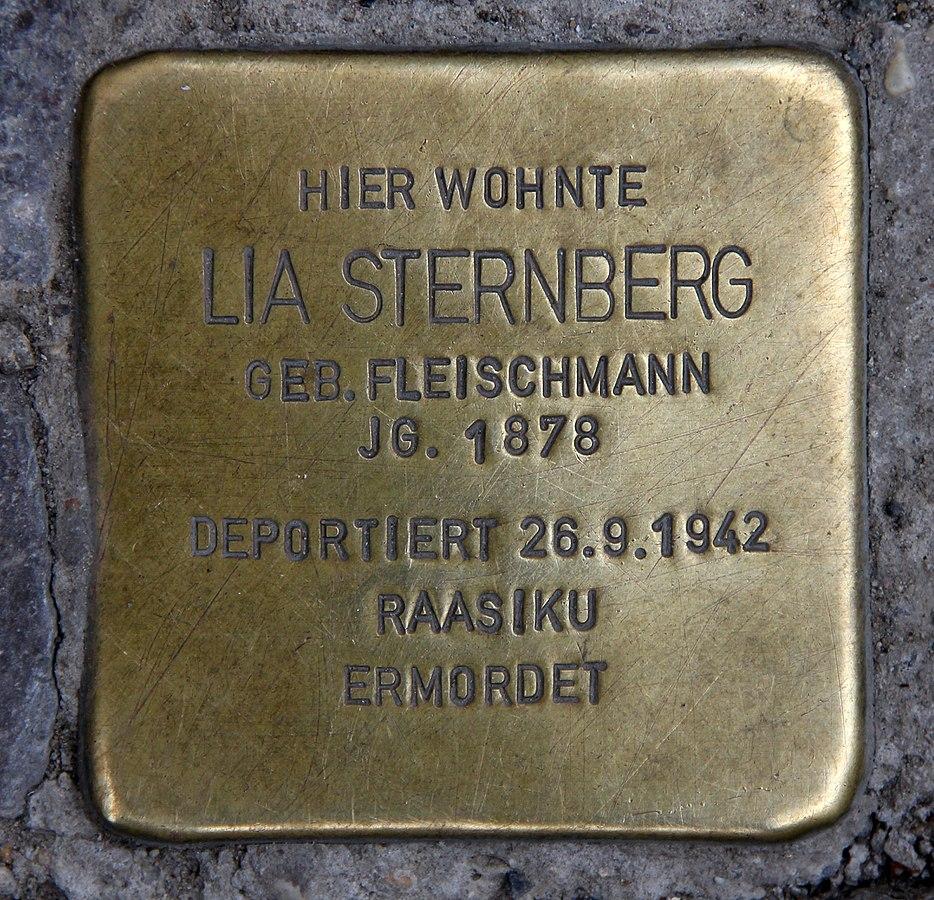 HIER WOHNTE
LIA STERNBERG
GEB. FLEISCHMANN
JG. 1878
DEPORTIERT 26.9.1942
RAASIKU
ERMORDET